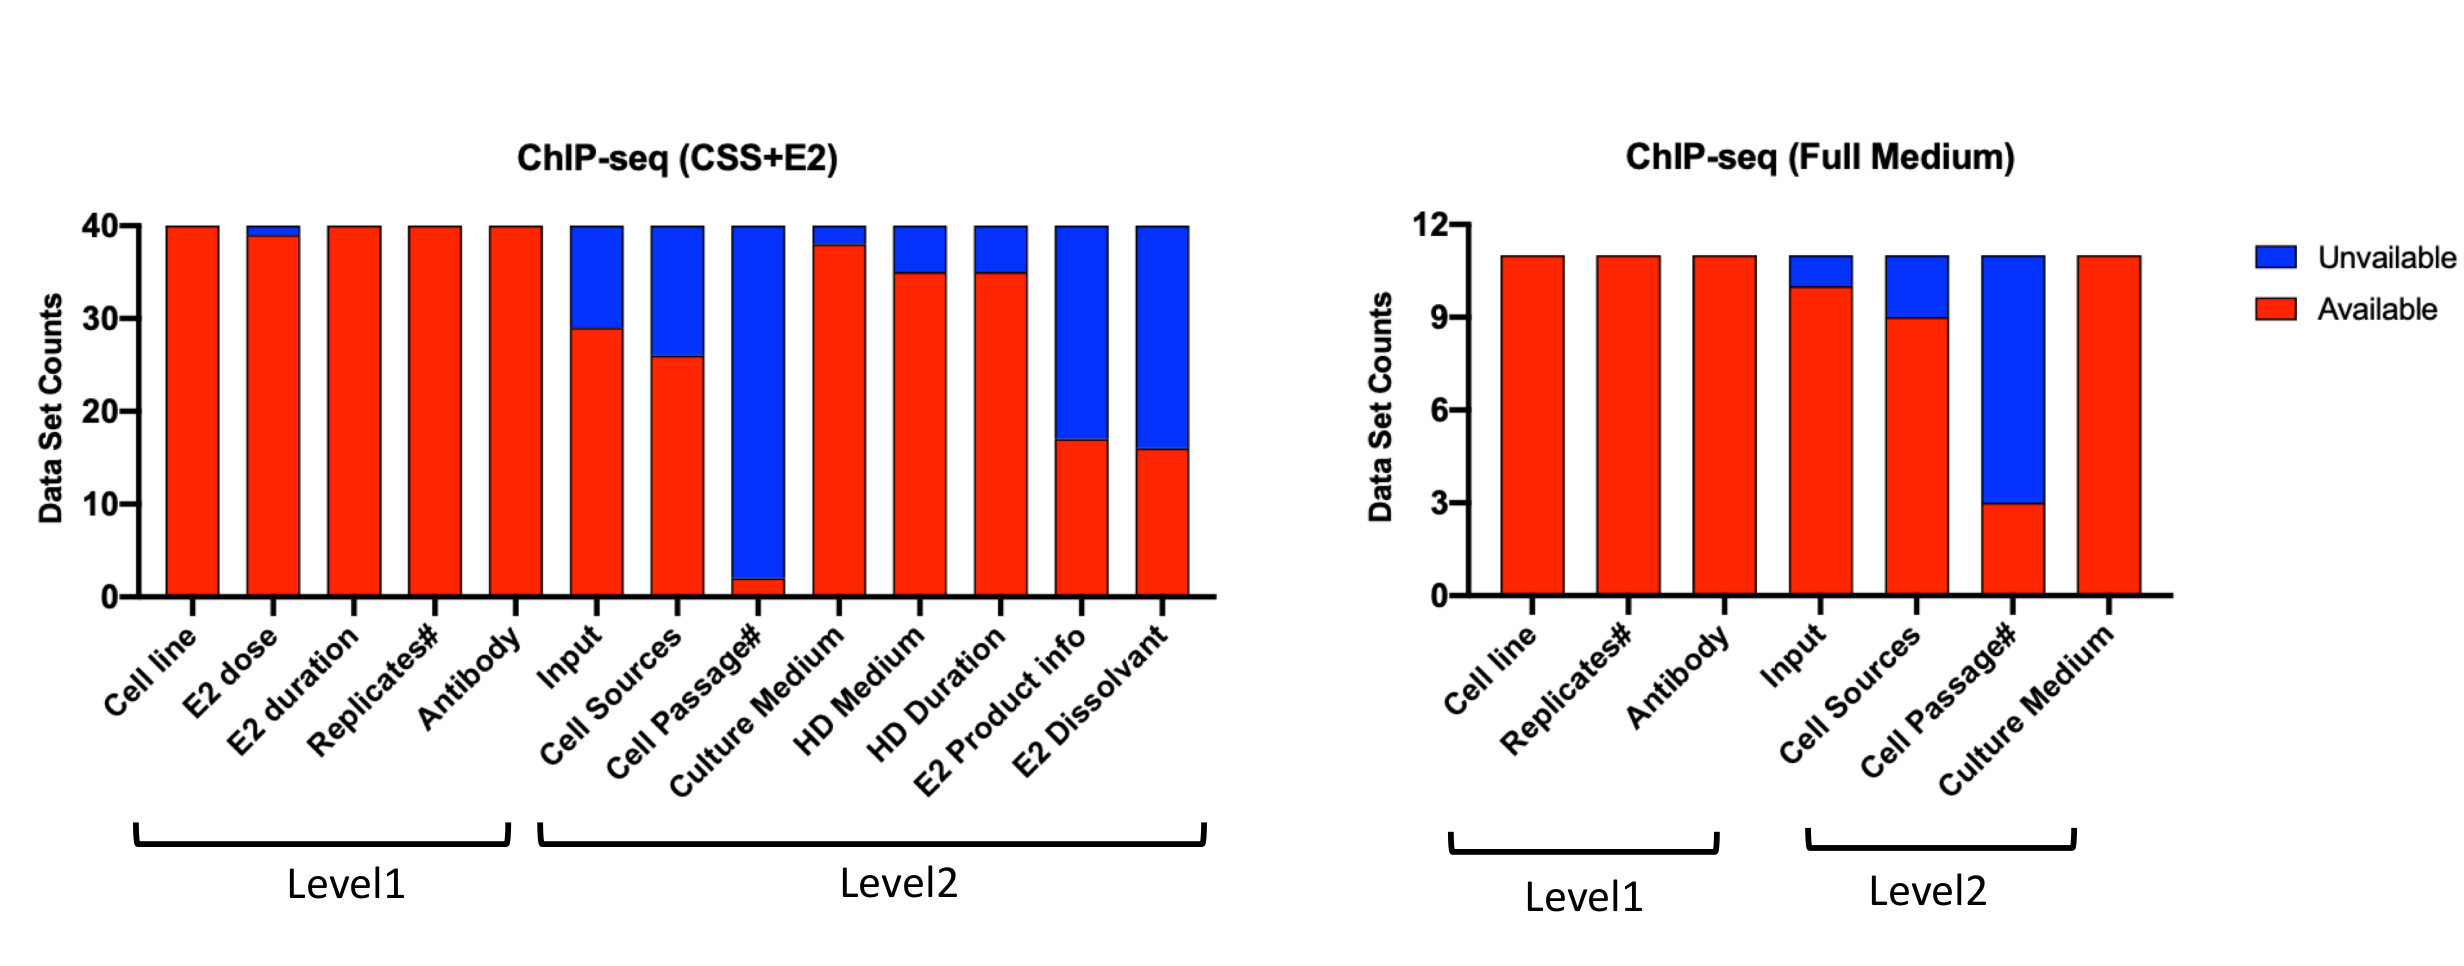 ChIP-seq (CSS+E2)
Data Set Counts
40
30
20
10
0
Cell line
E2 dose
E2 duration
Replicates#
Antibody
Input
Cell Sources
Cell Passage#
Culture Medium
HD Medium
HD Duration
E2 Product info
E2 Dissolvant
Level1
Level2
ChIP-seq (Full Medium)
Data Set Counts
12
9
6
3
0
Cell line
Replicates#
Antibody
Input
Cell Sources
Cell Passage#
Culture Medium
Level1
Level2
Unvailable
Available